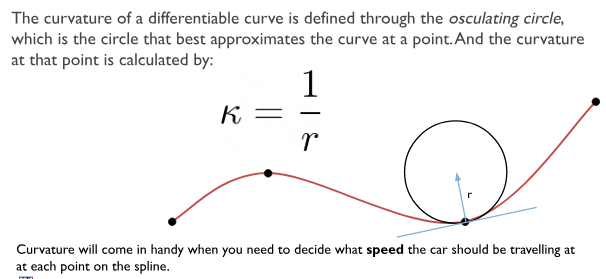 The curvature of a differentiable curve is defined through the osculating circle,
which is the circle that best approximates the curve at a point. And the curvature
at that point is calculated by:
κ = 1/r
r
Curvature will come in handy when you need to decide what speed the car should be travelling at
at each point on the spline.